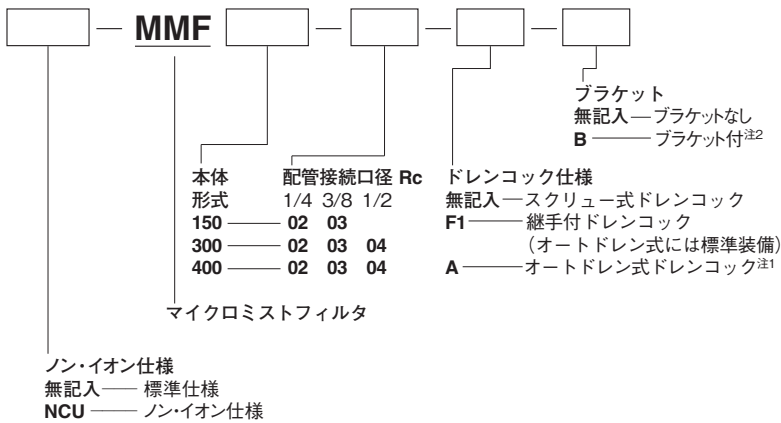 — MMF — — —
ブラケット
無記入—ブラケットなし
B — ブラケット付注2
本体
形式
配管接続口径 Rc
1/4 3/8 1/2
150 — 02 03
300 — 02 03 04
400 — 02 03 04
ドレンコック仕様
無記入—スクリュー式ドレンコック
F1— 継手付ドレンコック
(オートドレン式には標準装備)
A —オートドレン式ドレンコック注1
マイクロミストフィルタ
ノン・イオン仕様
無記入— 標準仕様
NCU — ノン・イオン仕様